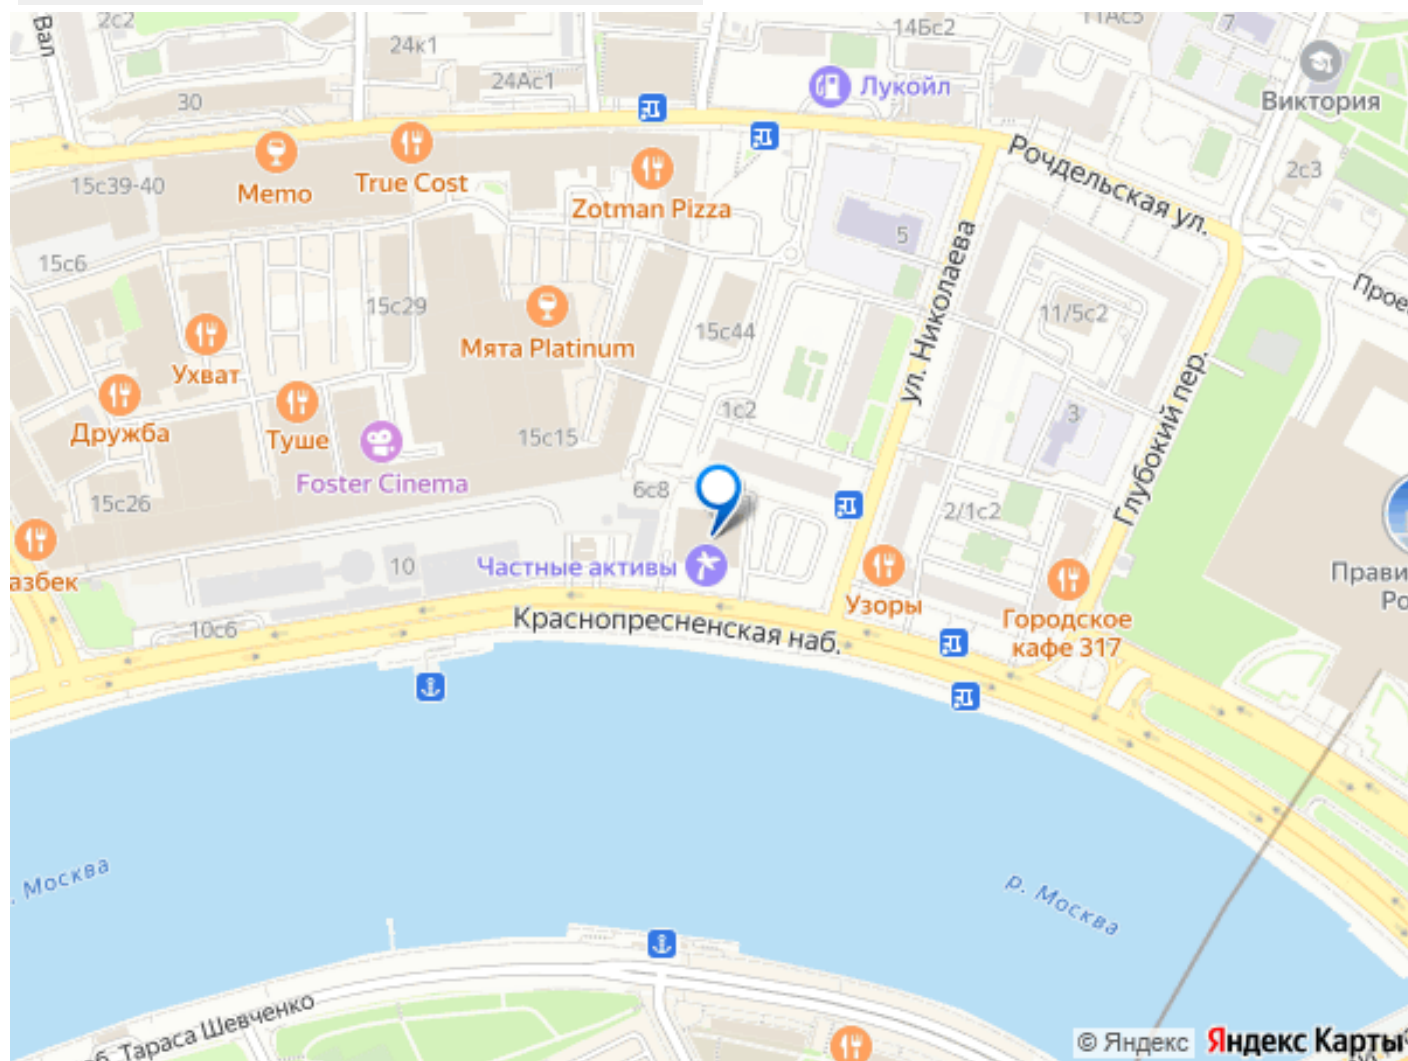 Вал
2с2
24к1
14Бс2
11Ас5
7
24Ас1
30
Лукойл
Виктория
Memo
True Cost
Zotman Pizza
15с39-40
Рочдельская ул.
2с3
5
15с6
15с29
15с44
ул. Николаева
11/5с2
Ухват
Мята Platinum
Дружба
Туше
15с15
1с2
3
Глубокий пер.
Foster Cinema
15с26
6с8
2/1с2
10
Частные активы
Узоры
Городское
кафе 317
10с6
Краснопресненская наб.
р. Москва
Москва
Тараса Шевченко
© Яндекс
Яндекс Карты